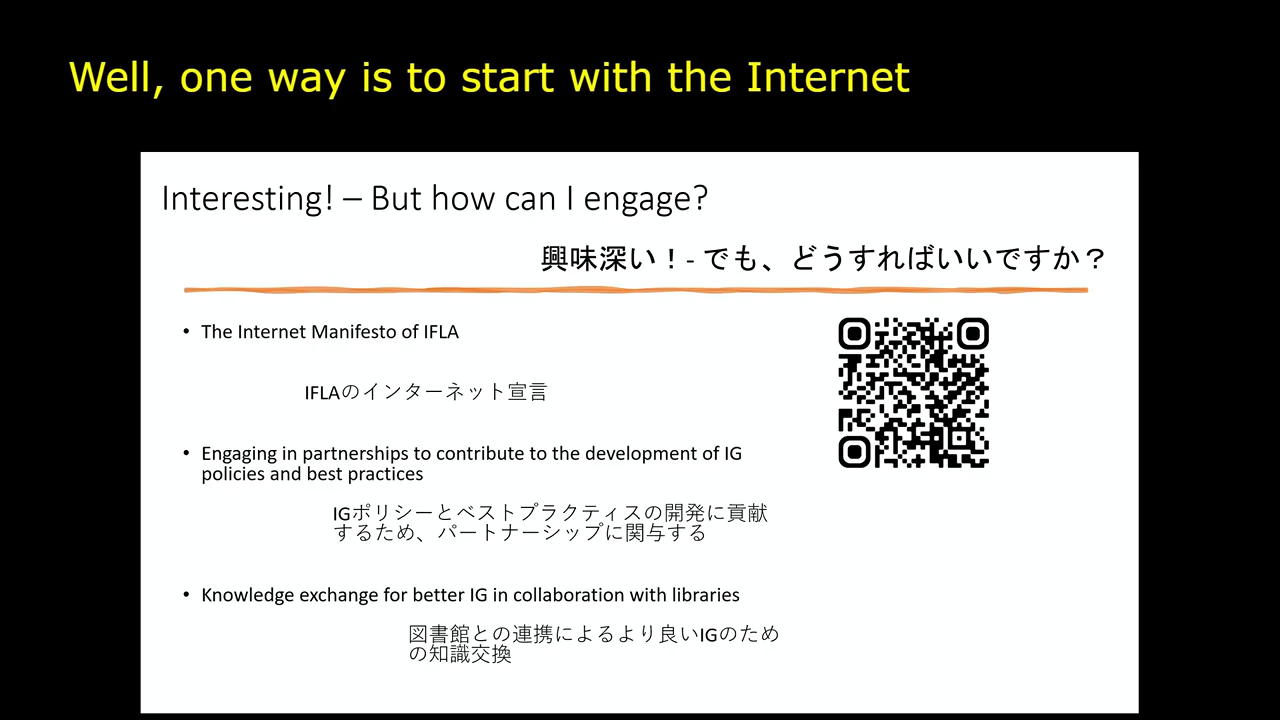 Well, one way is to start with the Internet
Interesting! – But how can I engage?
興味深い！- でも、どうすればいいですか？
• The Internet Manifesto of IFLA
IFLAのインターネット宣言
• Engaging in partnerships to contribute to the development of IG
policies and best practices
IGポリシーとベストプラクティスの開発に貢献
するため、パートナーシップに関与する
• Knowledge exchange for better IG in collaboration with libraries
図書館との連携によるより良いIGのため
の知識交換